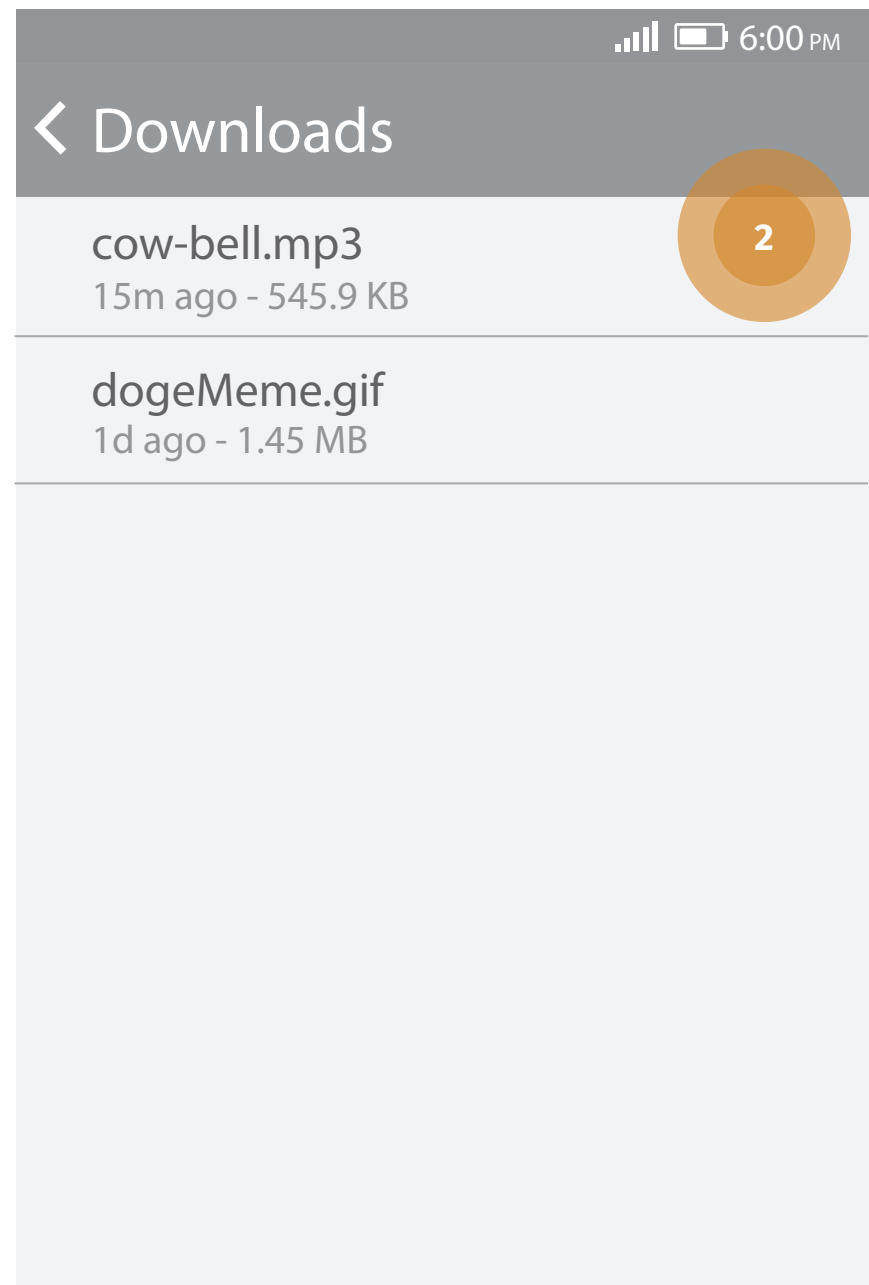 6:00 PM
Downloads
2
cow-bell.mp3
15m ago - 545.9 KB
dogeMeme.gif
1d ago - 1.45 MB